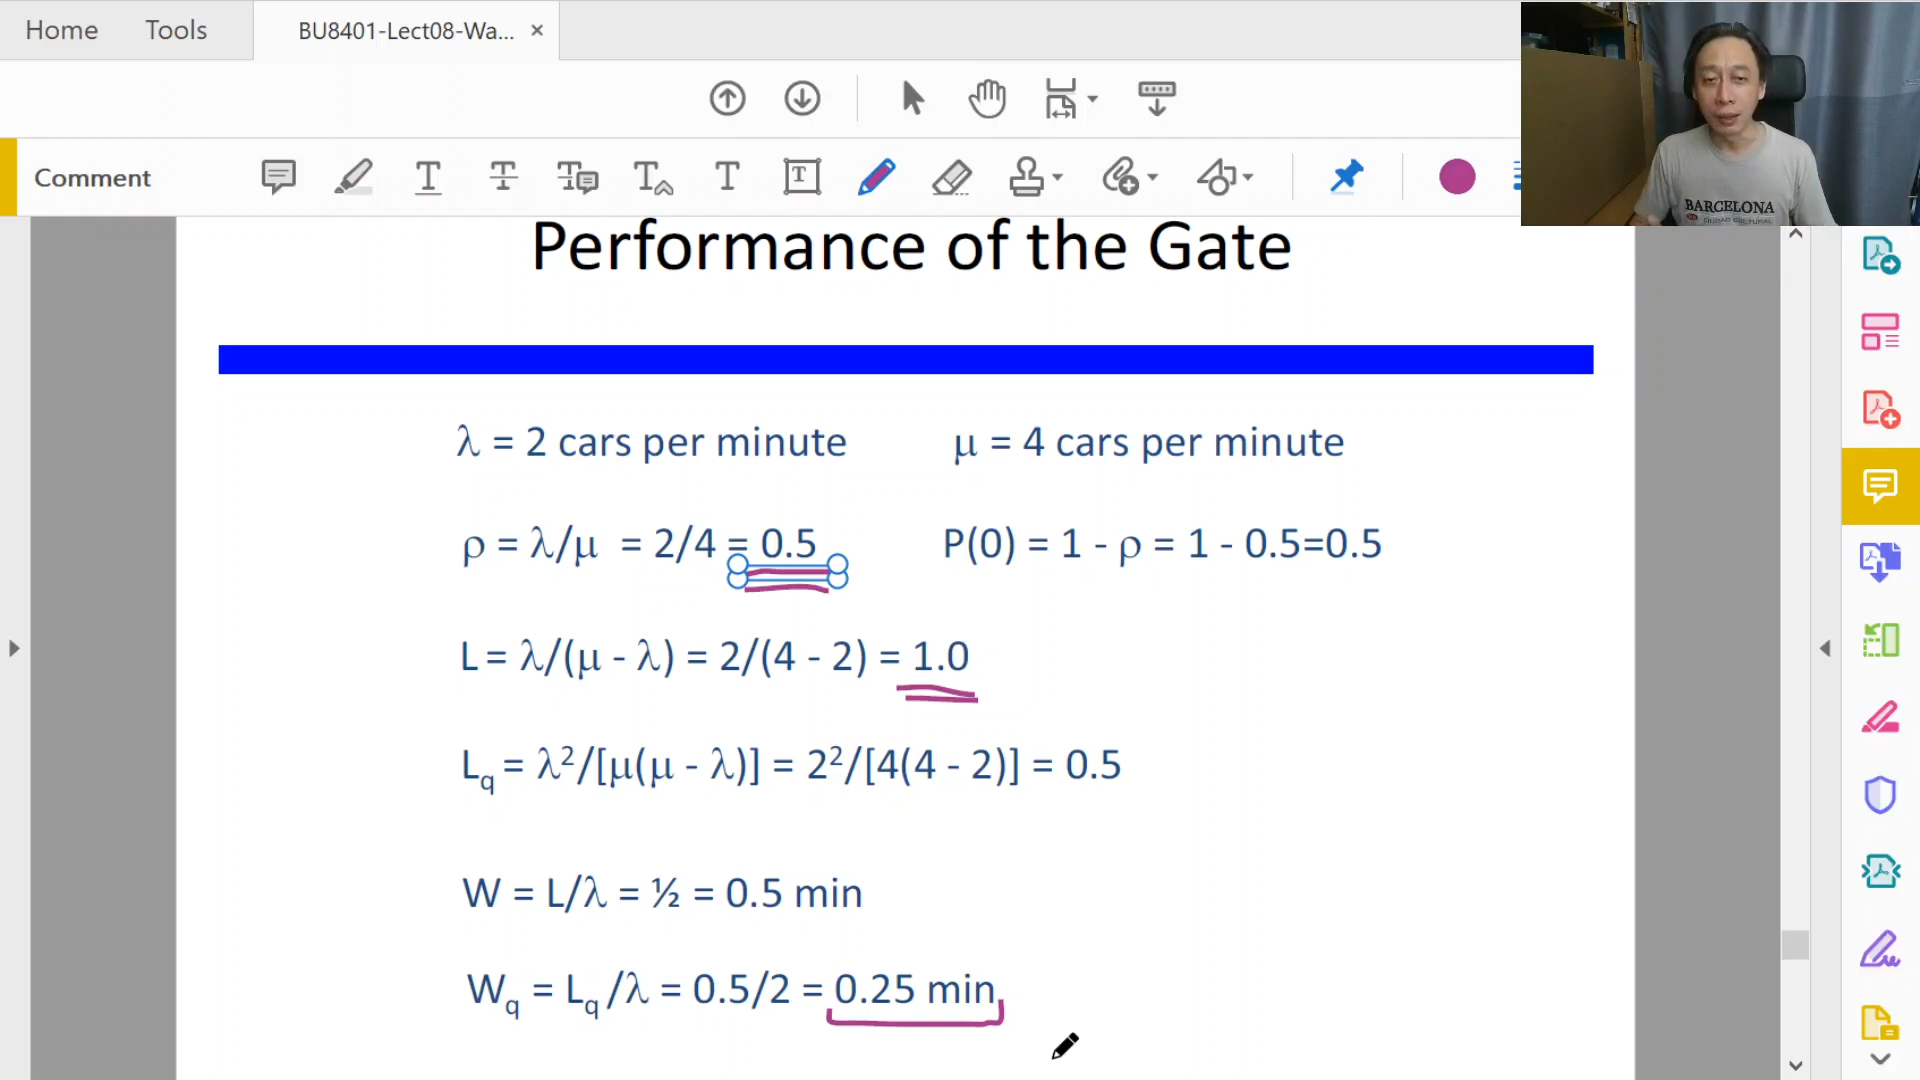 Home Tools BU8401-Lect08-Wa... ×
Comment
BARCELONA
Performance of the Gate
λ = 2 cars per minute μ = 4 cars per minute
ρ = λ/μ = 2/4 = 0.5 P(0) = 1 - ρ = 1 - 0.5=0.5
L= λ/(μ - λ) = 2/(4 - 2) = 1.0
Lq = λ²/[μ(μ - λ)] = 2²/[4(4 - 2)] = 0.5
W = L/λ = ½ = 0.5 min
Wq = Lq /λ = 0.5/2 = 0.25 min